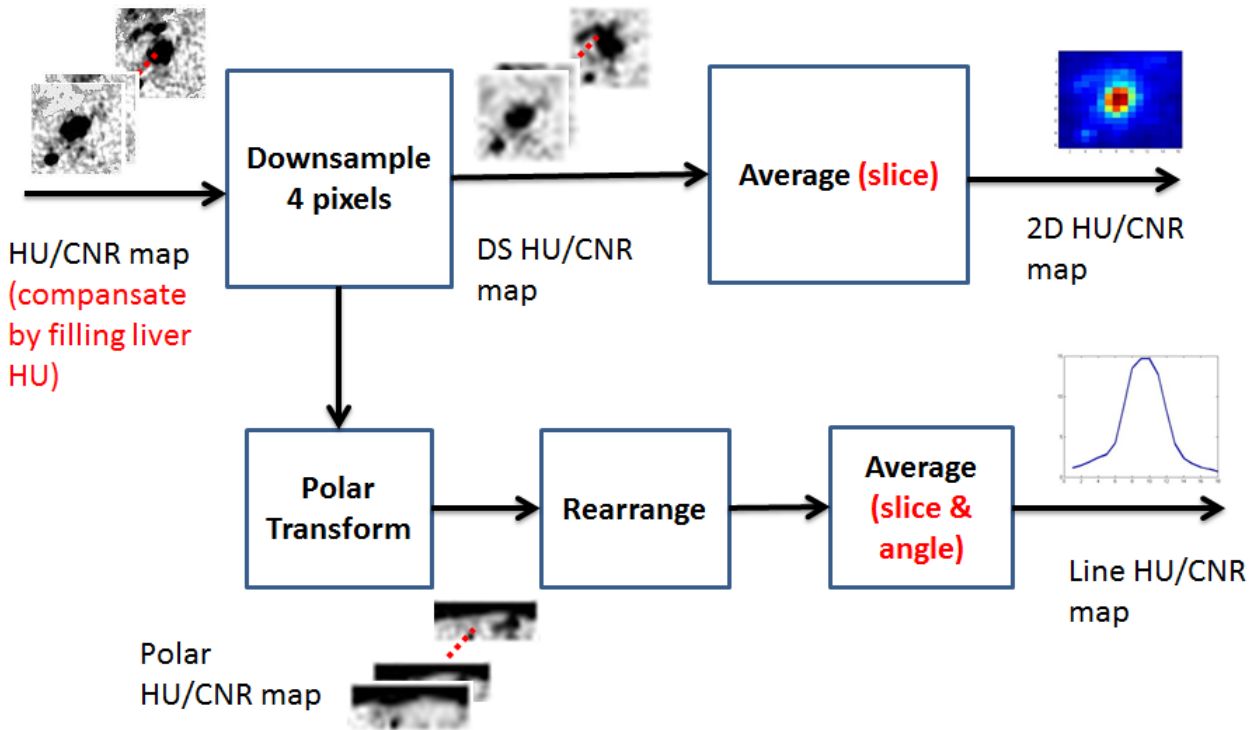 Downsample
4 pixels
Average (slice)
HU/CNR map
(compansate
by filling liver
HU)
DS HU/CNR
map
2D HU/CNR
map
Polar
Transform
Rearrange
Average
(slice &
angle)
Line HU/CNR
map
Polar
HU/CNR map